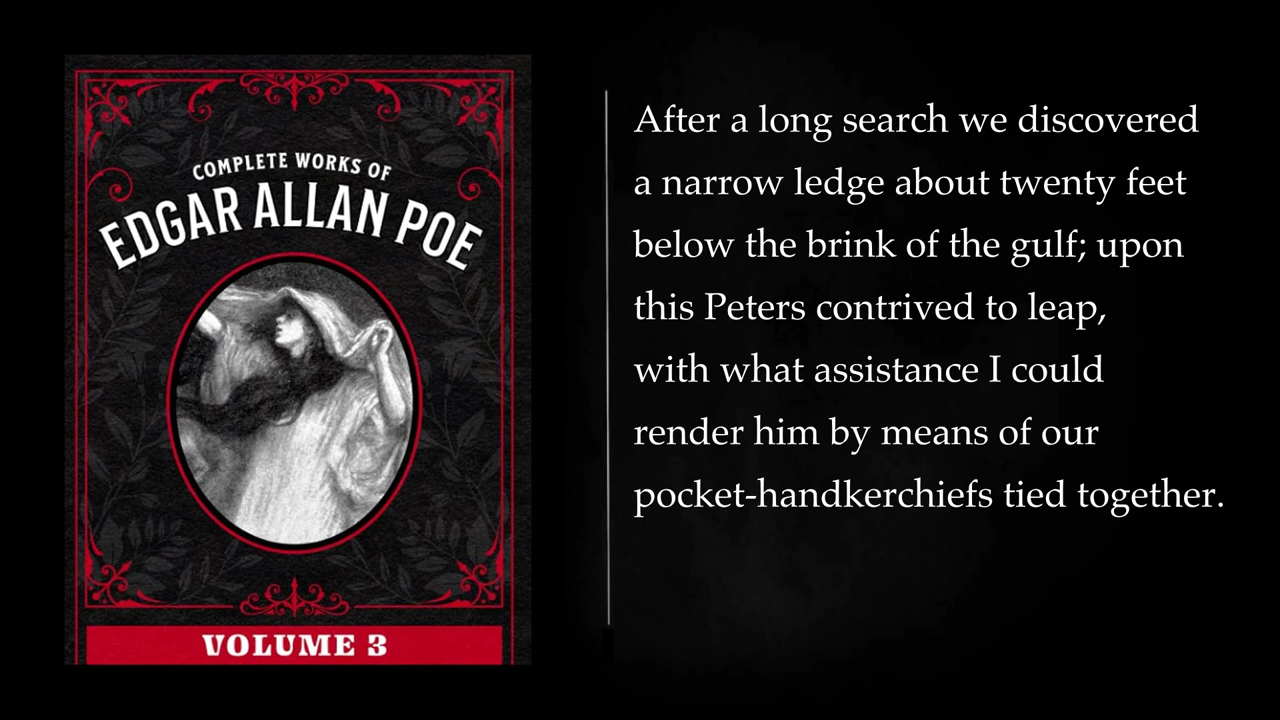 COMPLETE WORKS OF
EDGAR ALLAN POE
VOLUME 3
After a long search we discovered
a narrow ledge about twenty feet
below the brink of the gulf; upon
this Peters contrived to leap,
with what assistance I could
render him by means of our
pocket-handkerchiefs tied together.